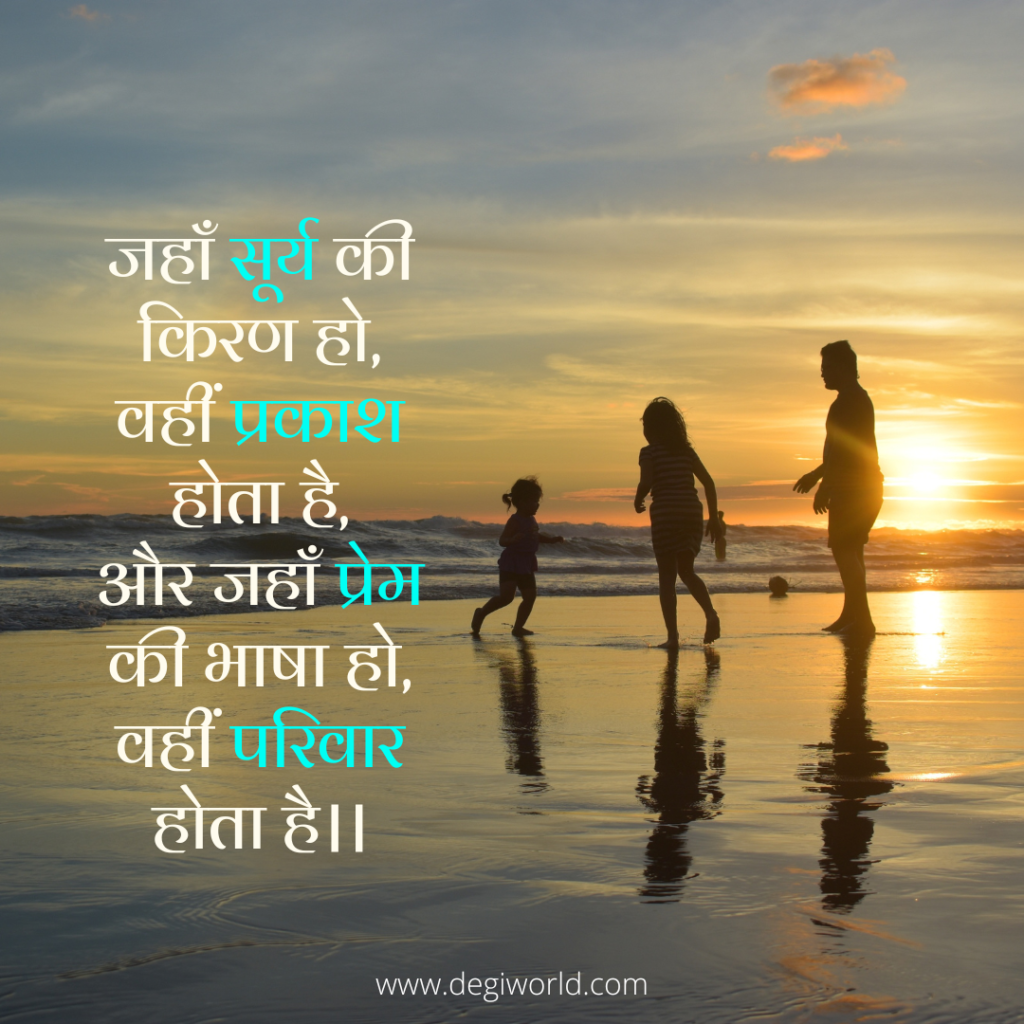 जहाँ सूर्य की
किरण हो,
वहीं प्रकाश
होता है,
और जहाँ प्रेम
की भाषा हो,
वहीं परिवार
होता है।।
www.degiworld.com